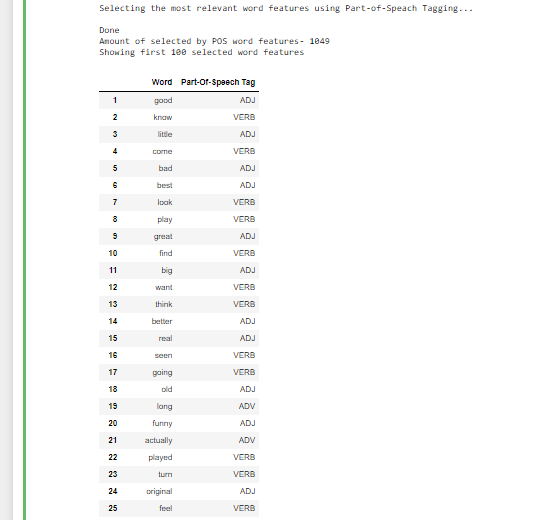 Selecting the most relevant word features using Part-of-Speach Tagging...
Done
Amount of selected by POS word features- 1049
Showing first 100 selected word features
Word Part-Of-Speech Tag
1 good ADJ
2 know VERB
3 little ADJ
4 come VERB
5 bad ADJ
6 best ADJ
7 look VERB
8 play VERB
9 great ADJ
10 find VERB
11 big ADJ
12 want VERB
13 think VERB
14 better ADJ
15 real ADJ
16 seen VERB
17 going VERB
18 old ADJ
19 long ADV
20 funny ADJ
21 actually ADV
22 played VERB
23 turn VERB
24 original ADJ
25 feel VERB